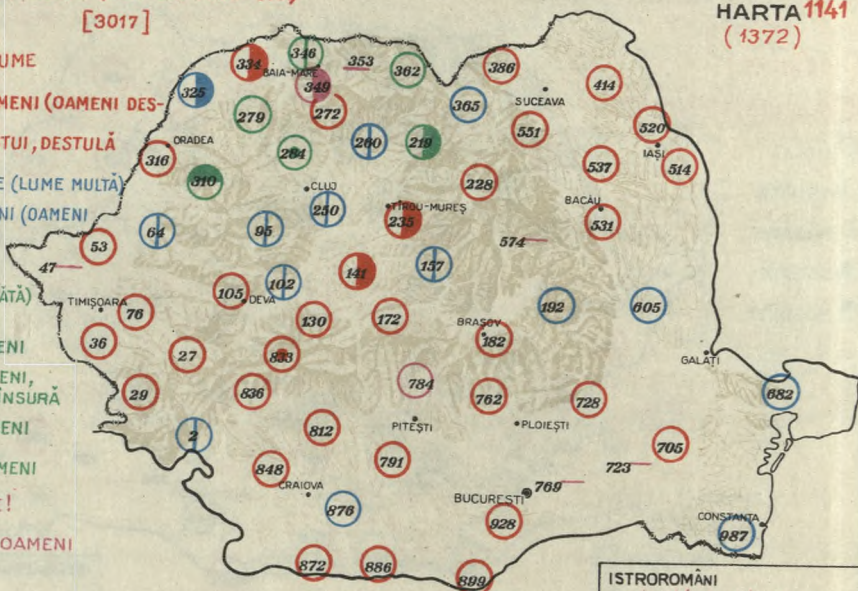 [3017]
HARTA 1141
(1372)
LUME
OAMENI (OAMENI DES-
TUI, DESTULĂ
E (LUME MULTĂ)
NI (OAMENI
ĂTĂ)
ENI
ENI,
ÎNSURĂ
ENI
MENI
E!
OAMENI
334
346
353
362
386
414
BAIA-MARE
325
349
SUCEAVA
279
272
365
551
520
ORADEA
260
219
IAȘI
316
284
537
514
310
CLUJ
228
250
TÎRGU-MUREȘ
BACĂU
64
95
235
531
53
574
47
141
157
102
TIMIȘOARA
105
DEVA
192
605
76
130
172
BRAȘOV
36
182
27
833
GALAȚI
784
29
836
762
728
682
PITEȘTI
PLOIEȘTI
2
812
705
848
791
723
CRAIOVA
769
BUCUREȘTI
876
928
CONSTANȚA
987
872
886
899
ISTROROMÂNI